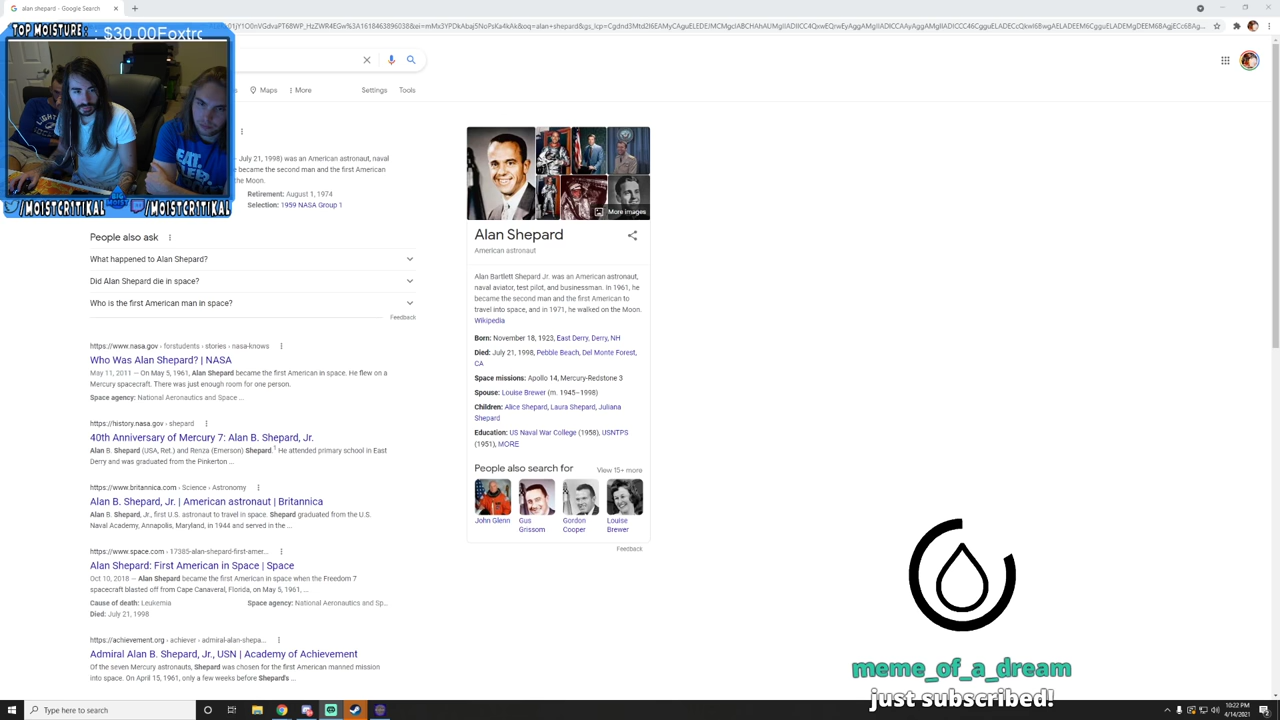 alan shepard - Google Search
TOP MOISTURE: : $30.00Foxtro
Maps
More
Settings
Tools
July 21, 1998) was an American astronaut, naval
became the second man and the first American
the Moon.
Retirement: August 1, 1974
Selection: 1959 NASA Group 1
EAT.
BIG MOIST
/MOISTCRITIKAL
/MOISTCRITIKAL
People also ask
What happened to Alan Shepard?
Did Alan Shepard die in space?
Who is the first American man in space?
Feedback
https://www.nasa.gov › forstudents › stories › nasa-knows
Who Was Alan Shepard? | NASA
May 11, 2011 — On May 5, 1961, Alan Shepard became the first American in space. He flew on a
Mercury spacecraft. There was just enough room for one person.
Space agency: National Aeronautics and Space ...
https://history.nasa.gov › shepard
40th Anniversary of Mercury 7: Alan B. Shepard, Jr.
Alan B. Shepard (USA, Ret.) and Renza (Emerson) Shepard.1 He attended primary school in East
Derry and was graduated from the Pinkerton ...
https://www.britannica.com › Science › Astronomy
Alan B. Shepard, Jr. | American astronaut | Britannica
Alan B. Shepard, Jr., first U.S. astronaut to travel in space. Shepard graduated from the U.S.
Naval Academy, Annapolis, Maryland, in 1944 and served in the ...
https://www.space.com › 17385-alan-shepard-first-amer...
Alan Shepard: First American in Space | Space
Oct 10, 2018 — Alan Shepard became the first American in space when the Freedom 7
spacecraft blasted off from Cape Canaveral, Florida, on May 5, 1961, ...
Cause of death: Leukemia
Space agency: National Aeronautics and Sp...
Died: July 21, 1998
https://achievement.org › achiever › admiral-alan-shepa...
Admiral Alan B. Shepard, Jr., USN | Academy of Achievement
Of the seven Mercury astronauts, Shepard was chosen for the first American manned mission
into space. On April 15, 1961, only a few weeks before Shepard's ...
More images
Alan Shepard
American astronaut
Alan Bartlett Shepard Jr. was an American astronaut,
naval aviator, test pilot, and businessman. In 1961, he
became the second man and the first American to
travel into space, and in 1971, he walked on the Moon.
Wikipedia
Born: November 18, 1923, East Derry, Derry, NH
Died: July 21, 1998, Pebble Beach, Del Monte Forest,
CA
Space missions: Apollo 14, Mercury-Redstone 3
Spouse: Louise Brewer (m. 1945–1998)
Children: Alice Shepard, Laura Shepard, Juliana
Shepard
Education: US Naval War College (1958), USNTPS
(1951), MORE
People also search for
View 15+ more
John Glenn
Gus
Grissom
Gordon
Cooper
Louise
Brewer
Feedback
meme_of_a_dream
just subscribed!
Type here to search
10:22 PM
4/14/2021